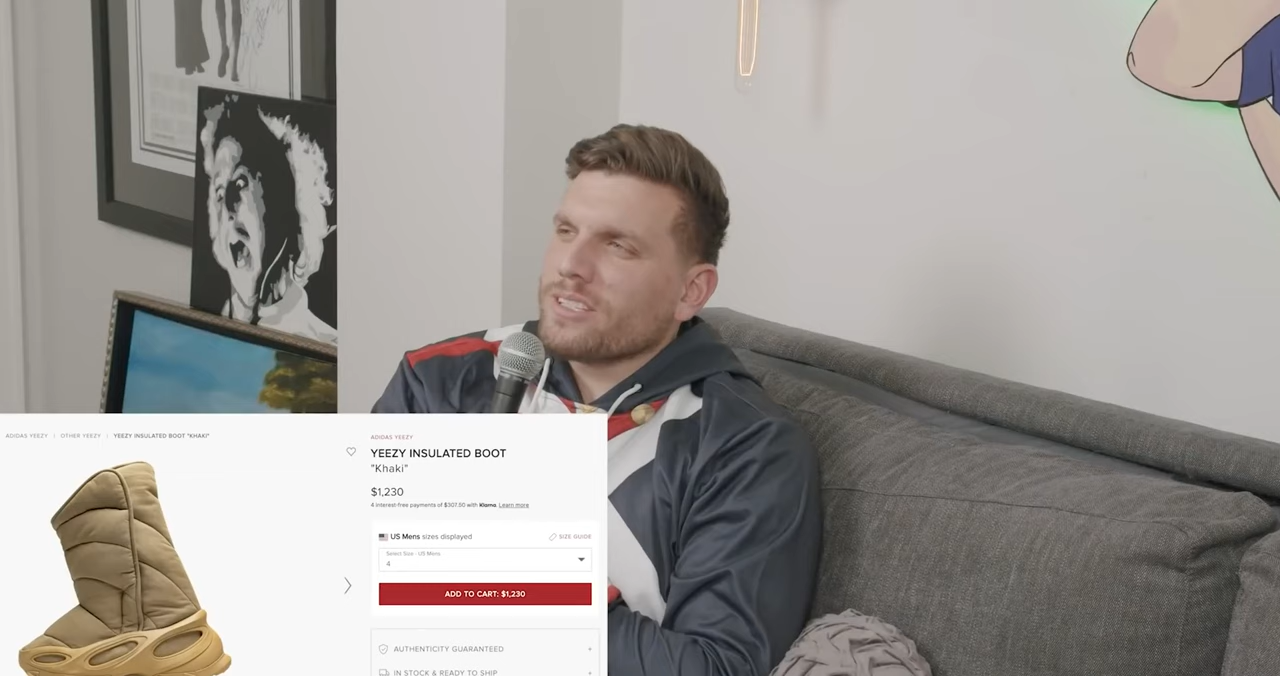 ADIDAS YEEZY | OTHER YEEZY | YEEZY INSULATED BOOT "KHAKI"
ADIDAS YEEZY
YEEZY INSULATED BOOT
"Khaki"
$1,230
4 interest-free payments of $307.50 with Klarna. Learn more
US Mens sizes displayed
SIZE GUIDE
Select Size - US Mens
4
ADD TO CART: $1,230
AUTHENTICITY GUARANTEED +
IN STOCK & READY TO SHIP +